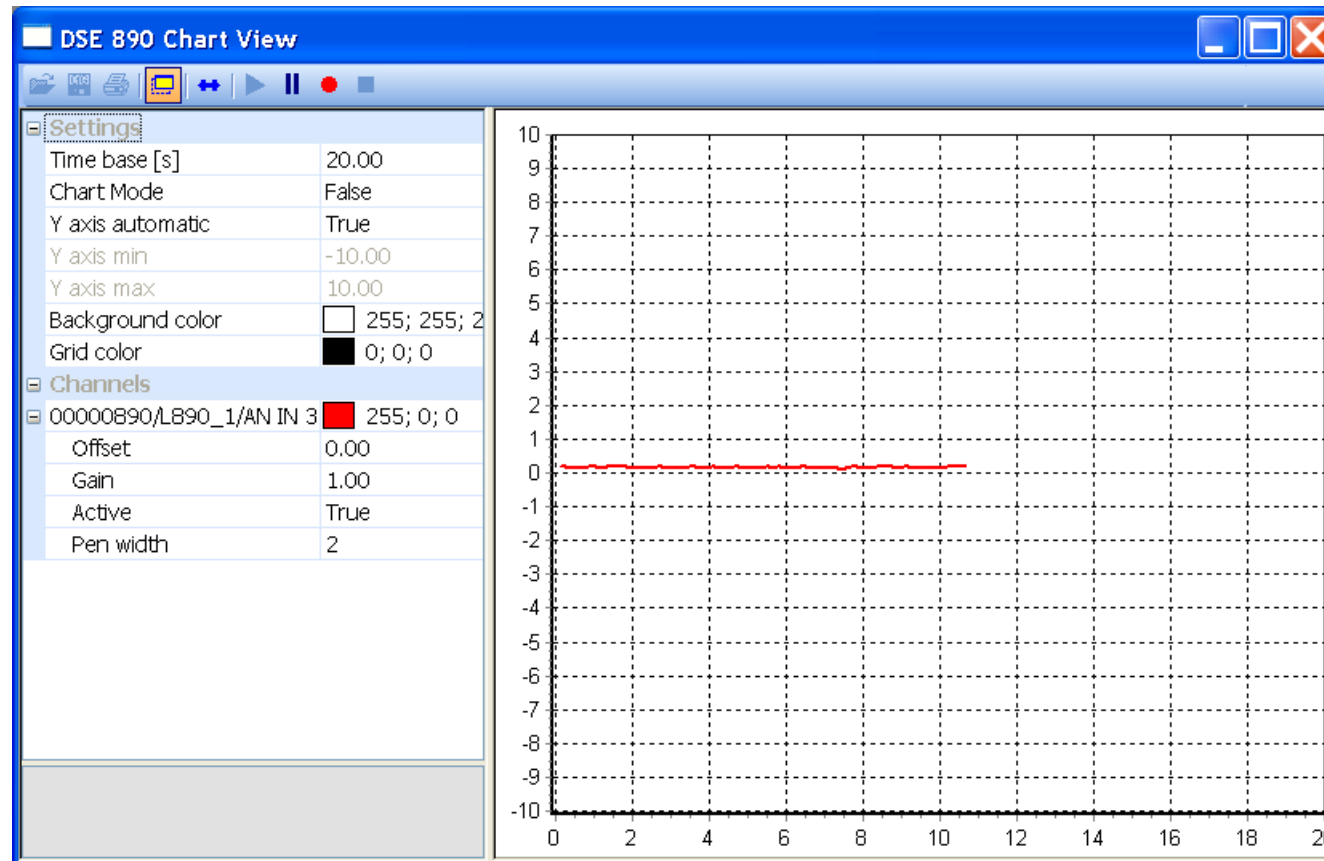 DSE 890 Chart View
Settings
Time base [s] 20.00
Chart Mode False
Y axis automatic True
Y axis min -10.00
Y axis max 10.00
Background color 255; 255; 2
Grid color 0; 0; 0
Channels
00000890/L890_1/AN IN 3 255; 0; 0
Offset 0.00
Gain 1.00
Active True
Pen width 2
10
9
8
7
6
5
4
3
2
1
0
-1
-2
-3
-4
-5
-6
-7
-8
-9
-10
0 2 4 6 8 10 12 14 16 18 2